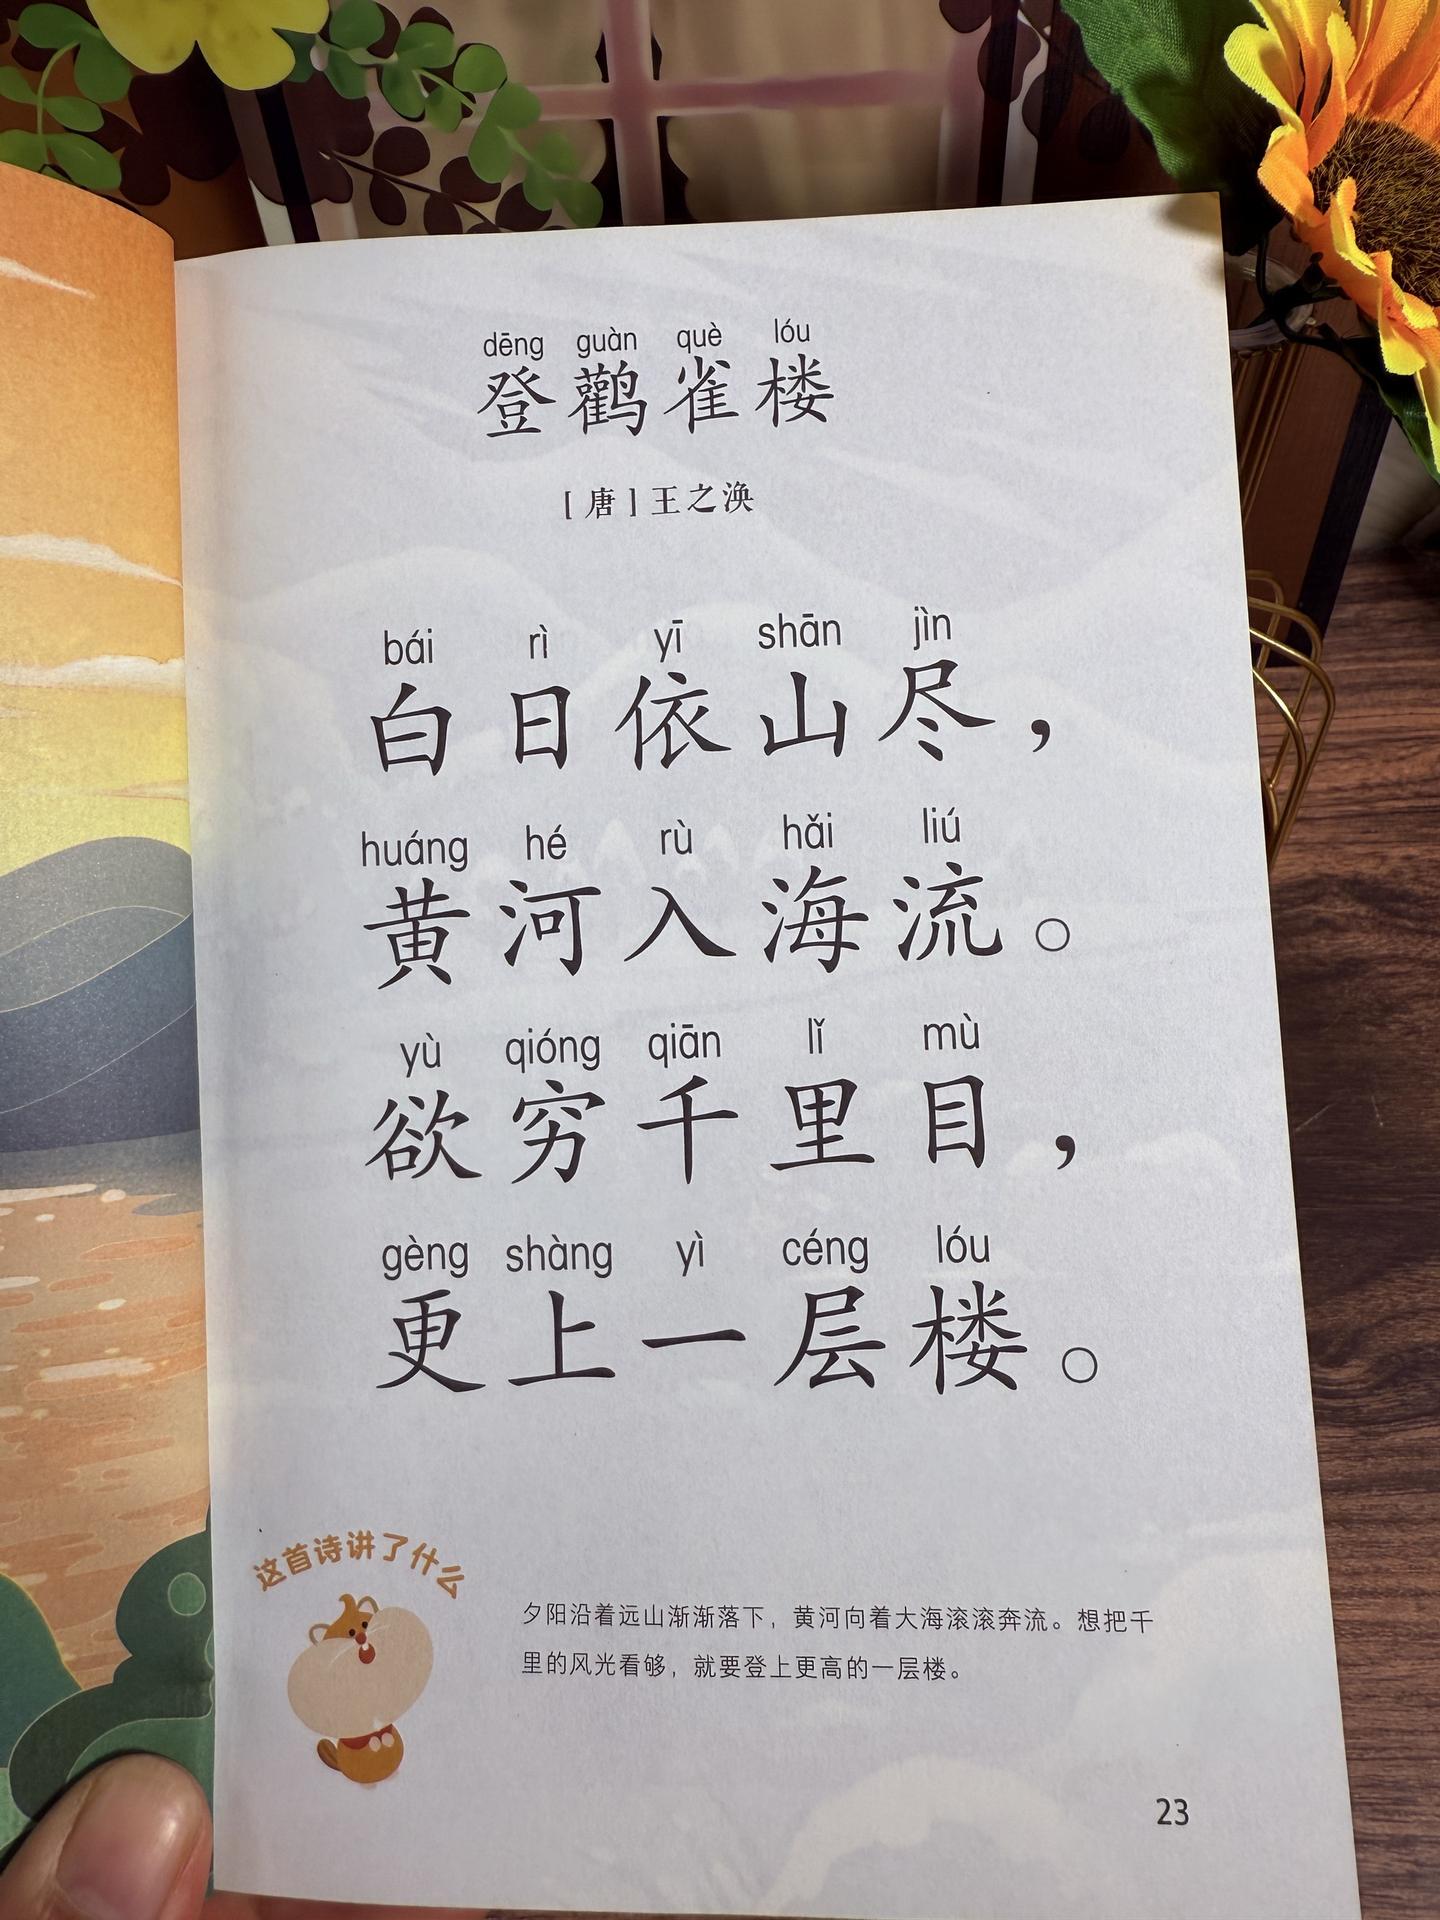 dēng guàn què lóu
登鹳雀楼
[唐]王之涣
bái rì yī shān jìn
白日依山尽，
huáng hé rù hǎi liú
黄河入海流。
yù qióng qiān lǐ mù
欲穷千里目，
gèng shàng yì céng lóu
更上一层楼。
这首诗讲了什么
夕阳沿着远山渐渐落下，黄河向着大海滚滚奔流。想把千
里的风光看够，就要登上更高的一层楼。
23